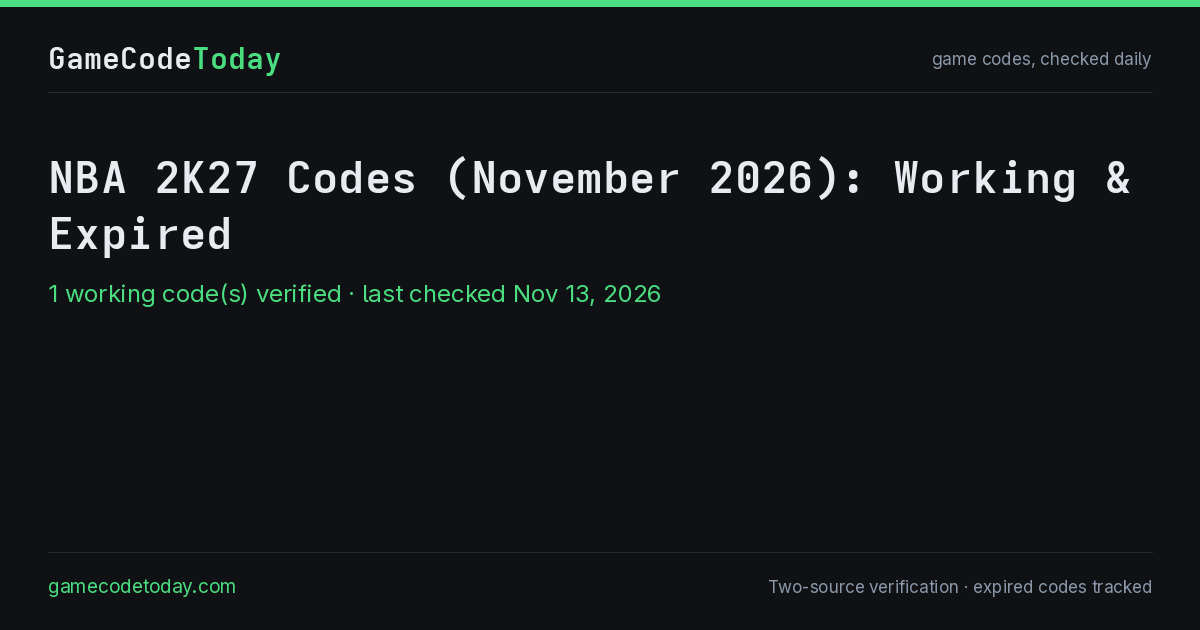 GameCodeToday
game codes, checked daily
NBA 2K27 Codes (November 2026): Working &
Expired
1 working code(s) verified · last checked Nov 13, 2026
gamecodetoday.com
Two-source verification · expired codes tracked